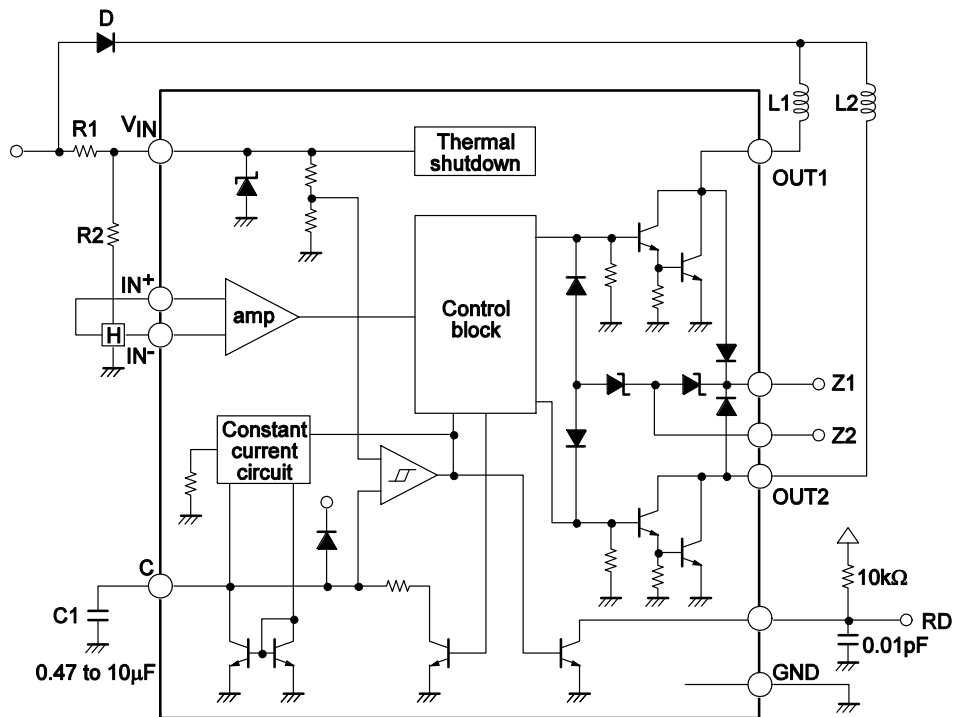 D
L1
L2
R1
VIN
Thermal
shutdown
OUT1
R2
IN+
amp
Control
block
H
IN-
Z1
Z2
Constant
current
circuit
OUT2
C
10kΩ
C1
RD
0.01pF
0.47 to 10μF
GND